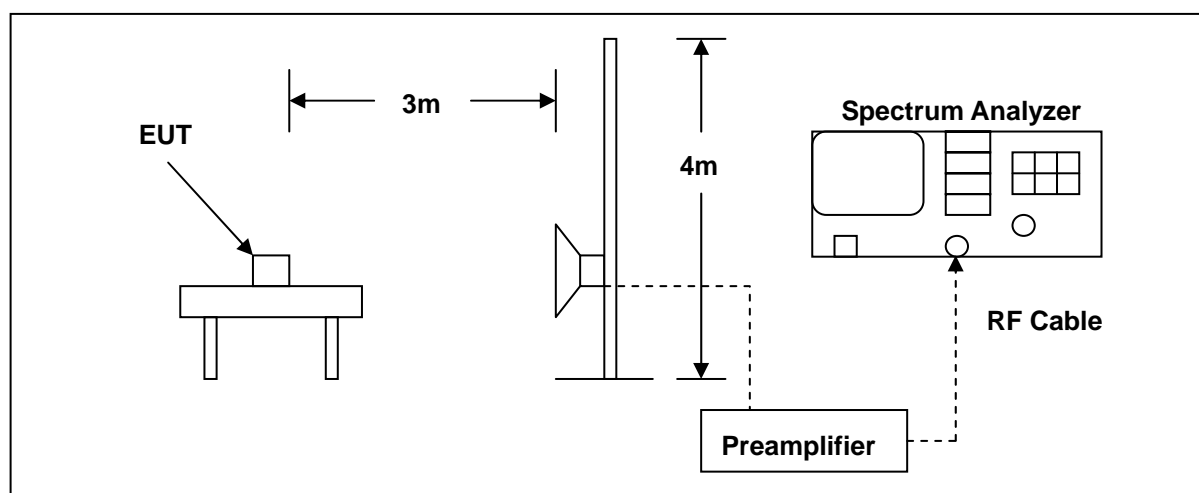 3m
Spectrum Analyzer
EUT
4m
RF Cable
Preamplifier